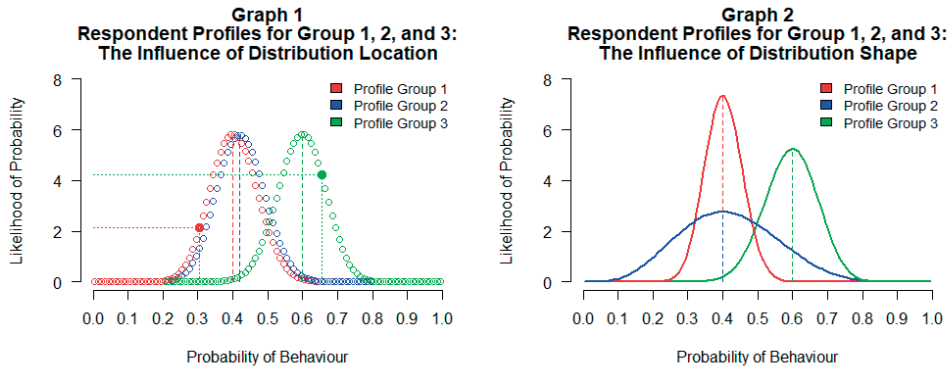 Graph 1
Respondent Profiles for Group 1, 2, and 3:
The Influence of Distribution Location
Likelihood of Probability
8
6
4
2
0
Profile Group 1
Profile Group 2
Profile Group 3
0.0 0.1 0.2 0.3 0.4 0.5 0.6 0.7 0.8 0.9 1.0
Probability of Behaviour
Graph 2
Respondent Profiles for Group 1, 2, and 3:
The Influence of Distribution Shape
Likelihood of Probability
8
6
4
2
0
Profile Group 1
Profile Group 2
Profile Group 3
0.0 0.1 0.2 0.3 0.4 0.5 0.6 0.7 0.8 0.9 1.0
Probability of Behaviour